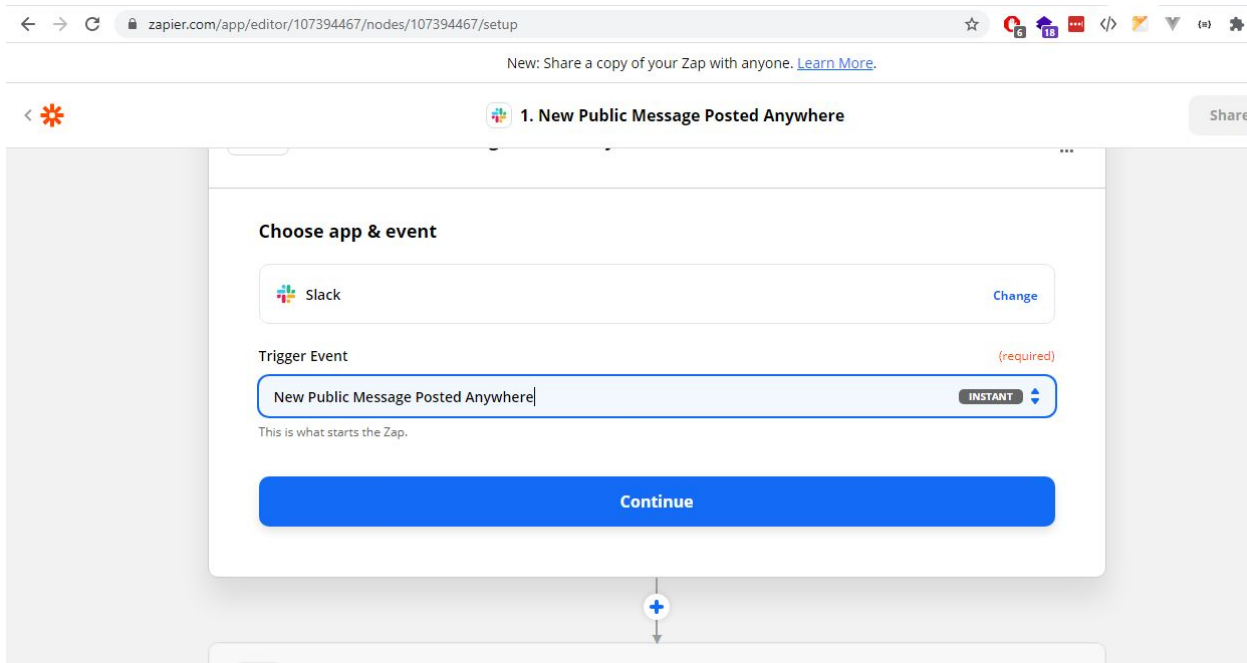 zapier.com/app/editor/107394467/nodes/107394467/setup
6
18
New: Share a copy of your Zap with anyone. Learn More.
1. New Public Message Posted Anywhere
Share
Choose app & event
Slack
Change
Trigger Event
(required)
New Public Message Posted Anywhere
INSTANT
This is what starts the Zap.
Continue